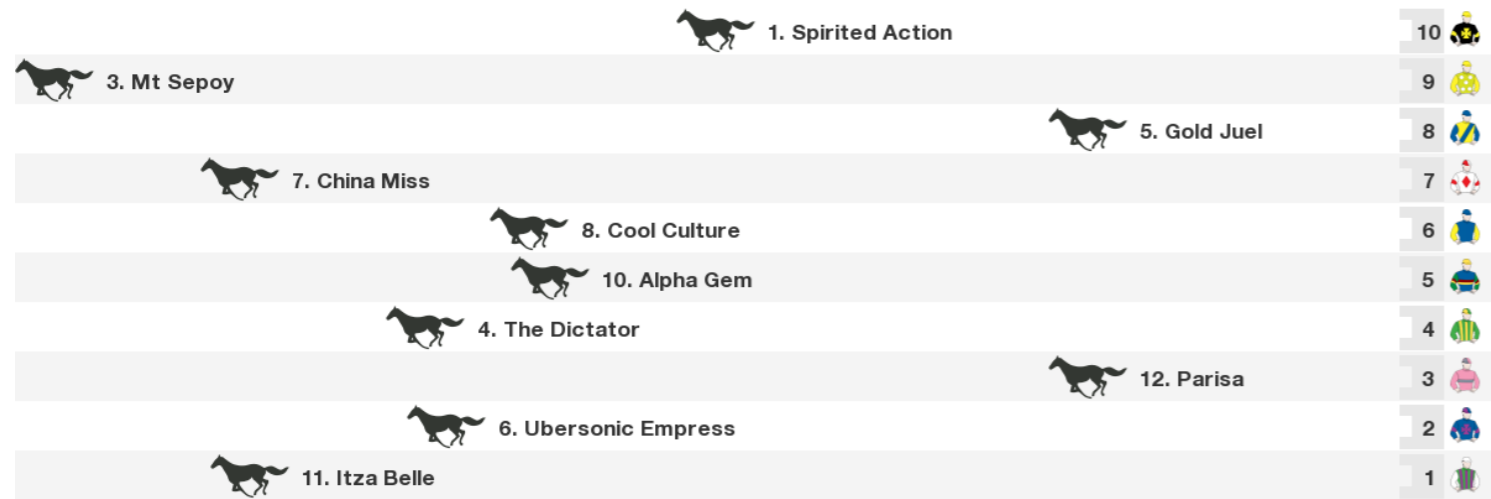 1. Spirited Action 10
3. Mt Sepoy 9
5. Gold Juel 8
7. China Miss 7
8. Cool Culture 6
10. Alpha Gem 5
4. The Dictator 4
12. Parisa 3
6. Ubersonic Empress 2
11. Itza Belle 1